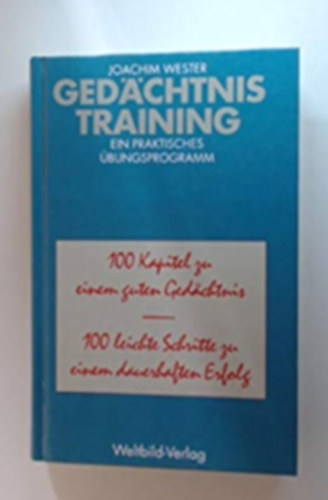 JOACHIM WESTER
GEDÄCHTNIS
TRAINING
EIN PRAKTISCHES
ÜBUNGSPROGRAMM
100 Kapitel zu
einem guten Gedächtnis
100 leichte Schritte zu
einem dauerhaften Erfolg
Weltbild-Verlag